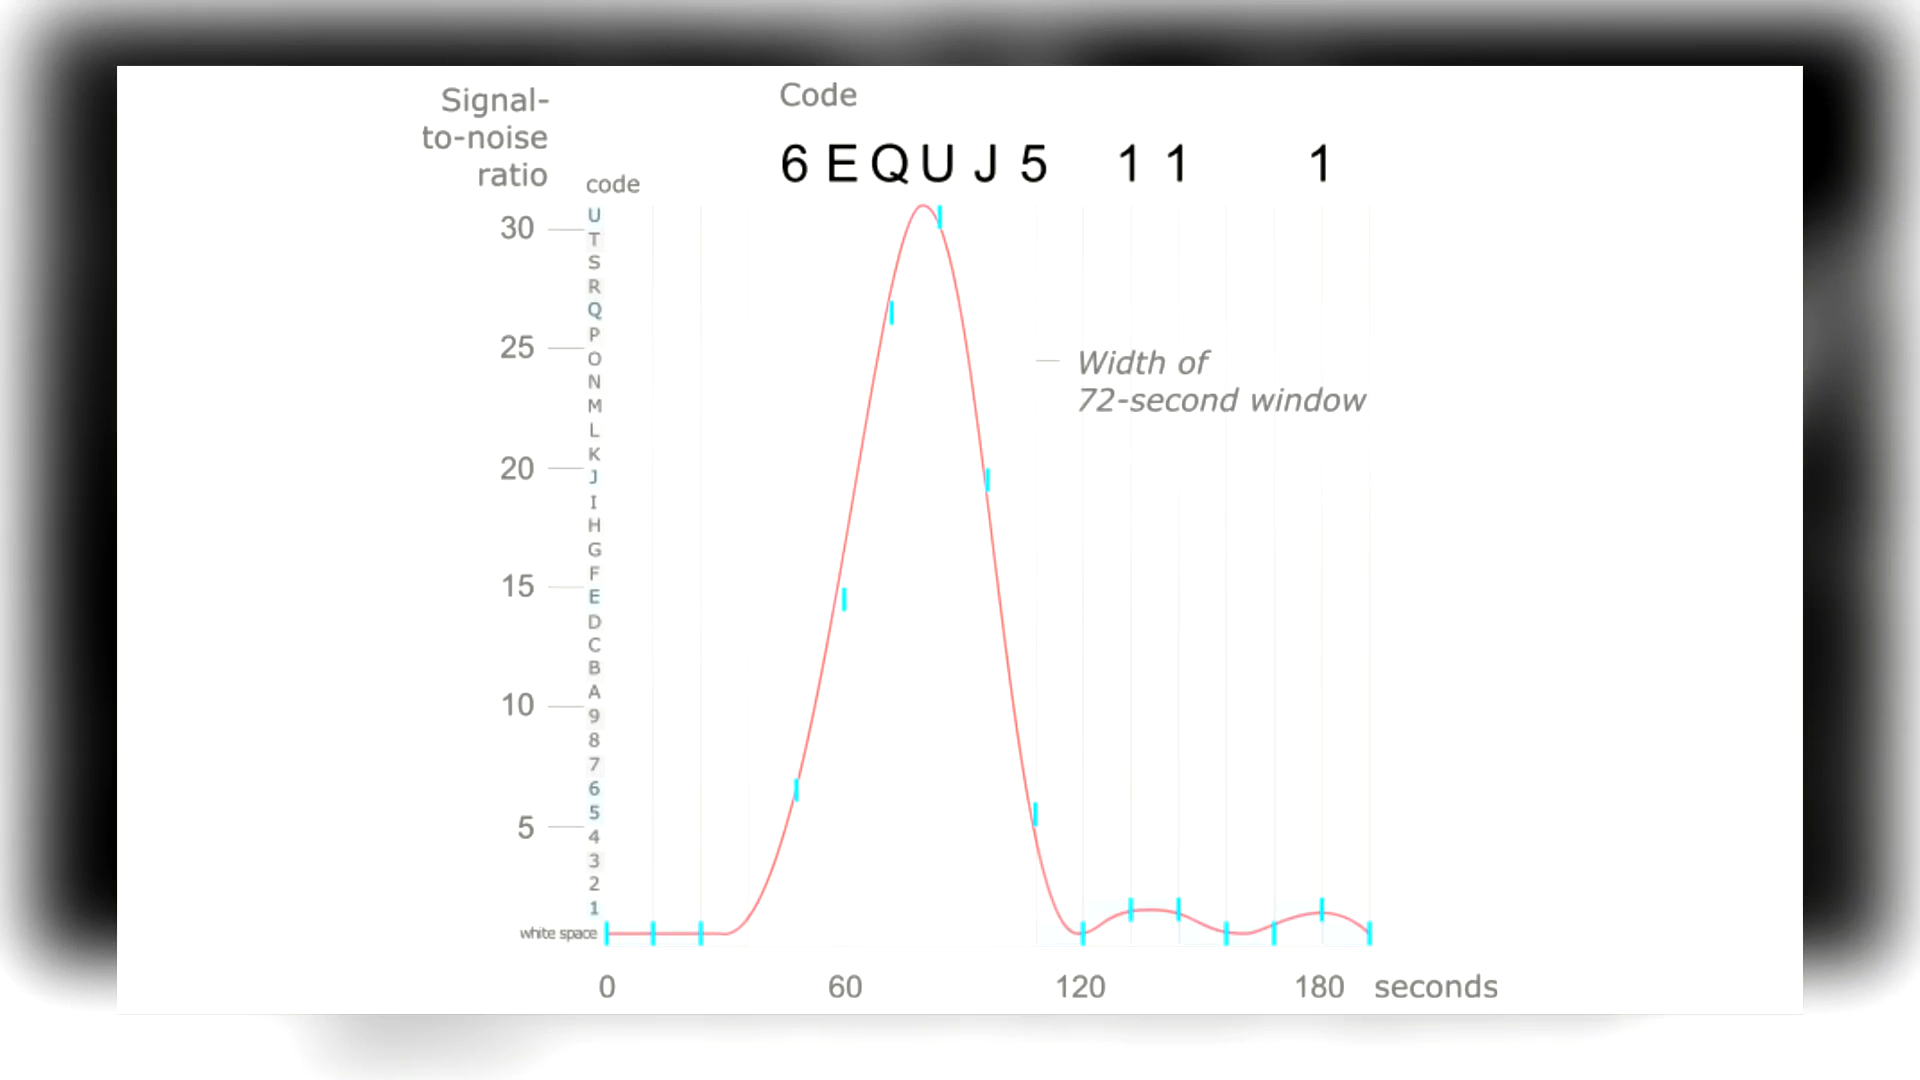 Signal-
to-noise
ratio
Code
6 E Q U J 5 1 1 1
code
30
25
20
15
10
5
U
T
S
R
Q
P
O
N
M
L
K
J
I
H
G
F
E
D
C
B
A
9
8
7
6
5
4
3
2
1
white space
Width of
72-second window
0 60 120 180 seconds